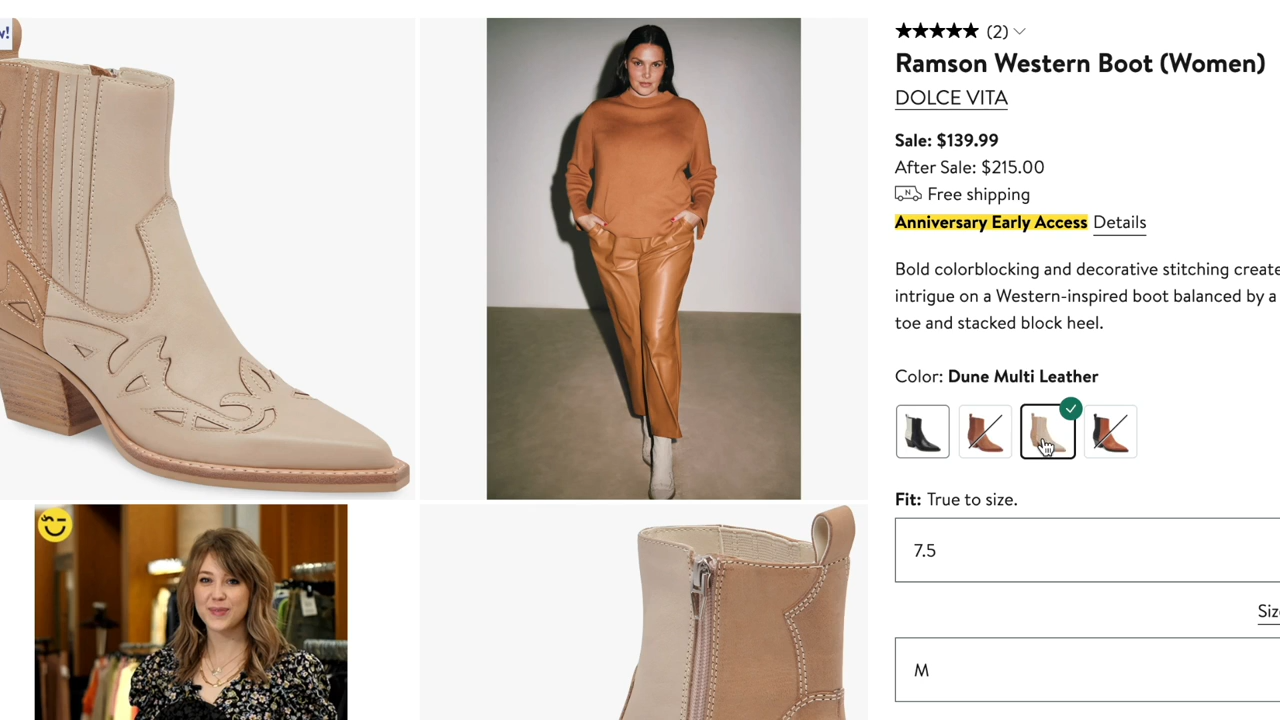 w!
(2)
Ramson Western Boot (Women)
DOLCE VITA
Sale: $139.99
After Sale: $215.00
N Free shipping
Anniversary Early Access Details
Bold colorblocking and decorative stitching create
intrigue on a Western-inspired boot balanced by a
toe and stacked block heel.
Color: Dune Multi Leather
Fit: True to size.
7.5
Siz
M